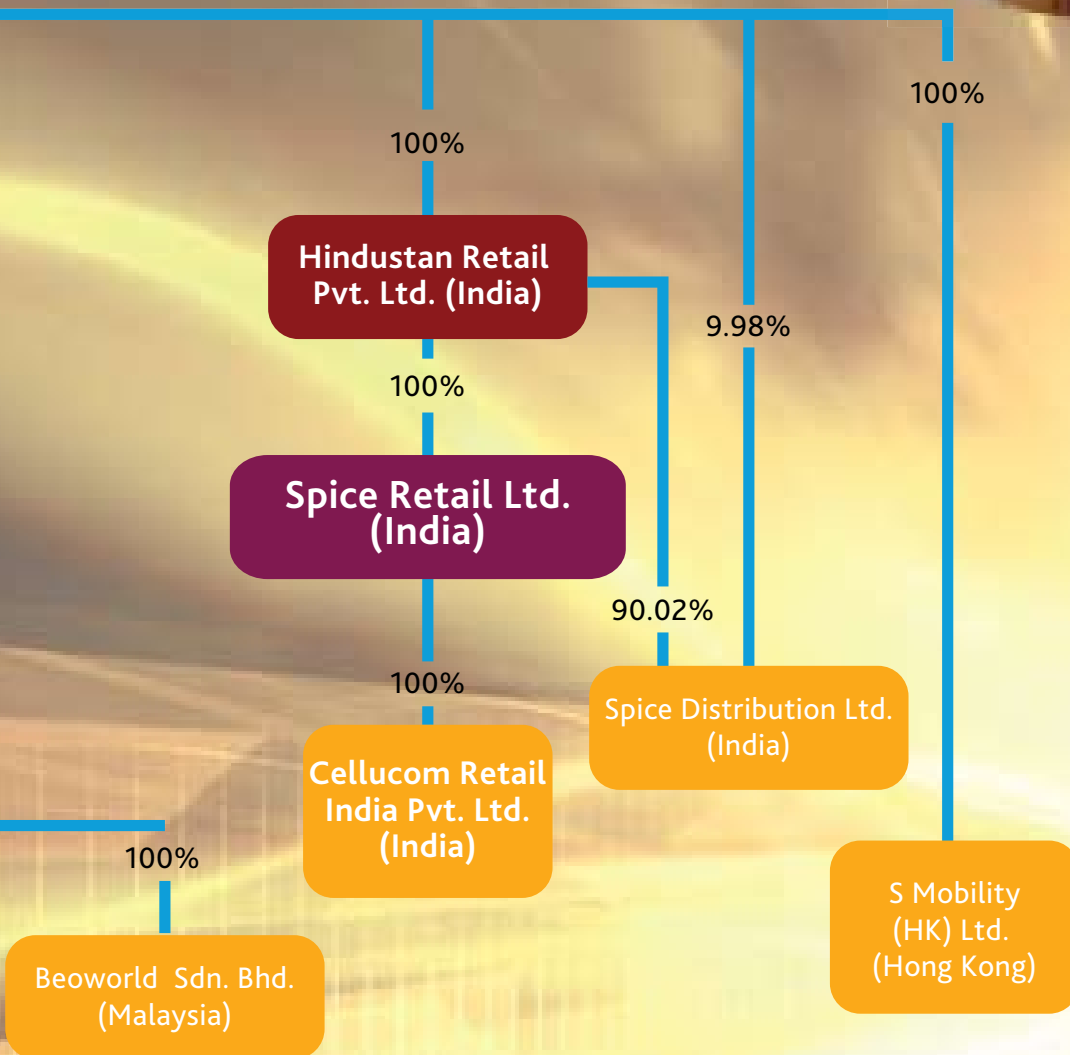 100%
100%
Hindustan Retail
Pvt. Ltd. (India)
9.98%
100%
Spice Retail Ltd.
(India)
90.02%
100%
Spice Distribution Ltd.
(India)
Cellucom Retail
India Pvt. Ltd.
(India)
100%
S Mobility
(HK) Ltd.
(Hong Kong)
Beoworld Sdn. Bhd.
(Malaysia)